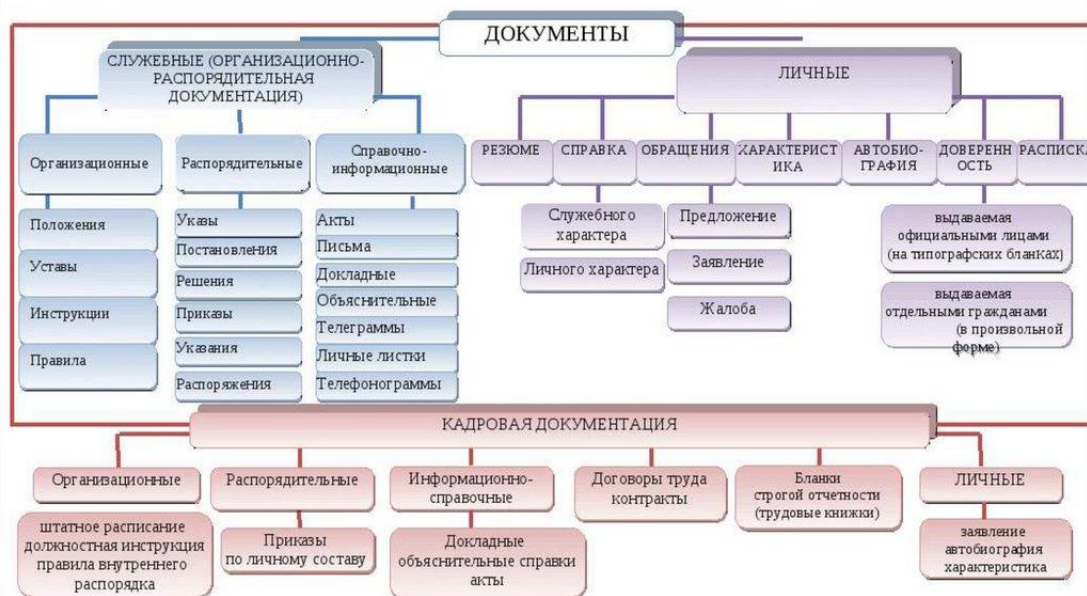 ДОКУМЕНТЫ
СЛУЖЕБНЫЕ (ОРГАНИЗАЦИОННО-
РАСПОРЯДИТЕЛЬНАЯ
ДОКУМЕНТАЦИЯ)
Организационные
Положения
Уставы
Инструкции
Правила
Распорядительные
Указы
Постановления
Решения
Приказы
Указания
Распоряжения
Справочно-
информационные
Акты
Письма
Докладные
Объяснительные
Телеграммы
Личные листки
Телефонограммы
ЛИЧНЫЕ
РЕЗЮМЕ
СПРАВКА
Служебного
характера
Личного характера
ОБРАЩЕНИЯ
Предложение
Заявление
Жалоба
ХАРАКТЕРИСТ
ИКА
АВТОБИО-
ГРАФИЯ
ДОВЕРЕНН
ОСТЬ
выдаваемая
официальными лицами
(на типографских бланках)
выдаваемая
отдельными гражданами
(в произвольной
форме)
РАСПИСКА
КАДРОВАЯ ДОКУМЕНТАЦИЯ
Организационные
штатное расписание
должностная инструкция
правила внутреннего
распорядка
Распорядительные
Приказы
по личному составу
Информационно-
справочные
Докладные
объяснительные справки
акты
Договоры труда
контракты
Бланки
строгой отчетности
(трудовые книжки)
ЛИЧНЫЕ
заявление
автобиография
характеристика